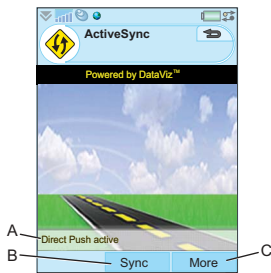 ActiveSync
Powered by DataViz™
A
Direct Push active
B
Sync
More
C